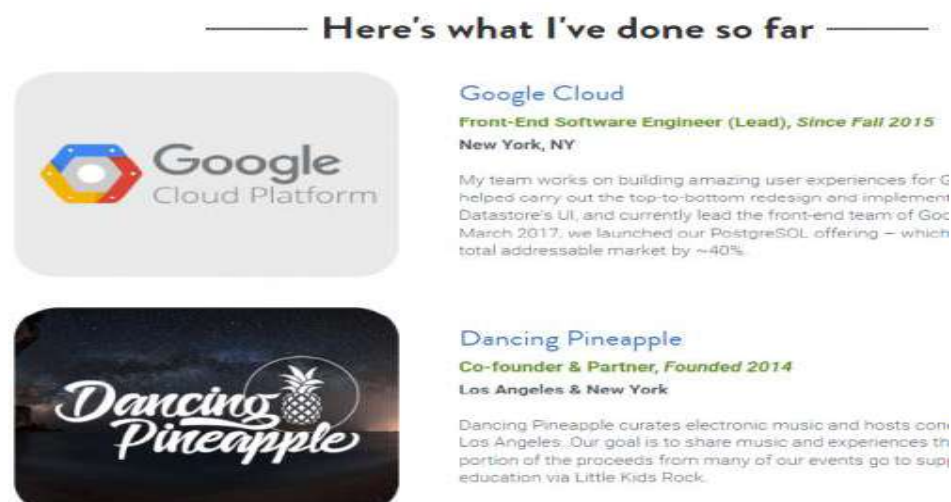 Here's what I've done so far
Google
Cloud Platform
Google Cloud
Front-End Software Engineer (Lead), Since Fall 2015
New York, NY
My team works on building amazing user experiences for G
helped carry out the top-to-bottom redesign and implement
Datastore's UI, and currently lead the front-end team of Goo
March 2017, we launched our PostgreSQL offering – which
total addressable market by ~40%.
Dancing
Pineapple
Dancing Pineapple
Co-founder & Partner, Founded 2014
Los Angeles & New York
Dancing Pineapple curates electronic music and hosts conc
Los Angeles. Our goal is to share music and experiences th
portion of the proceeds from many of our events go to supp
education via Little Kids Rock.